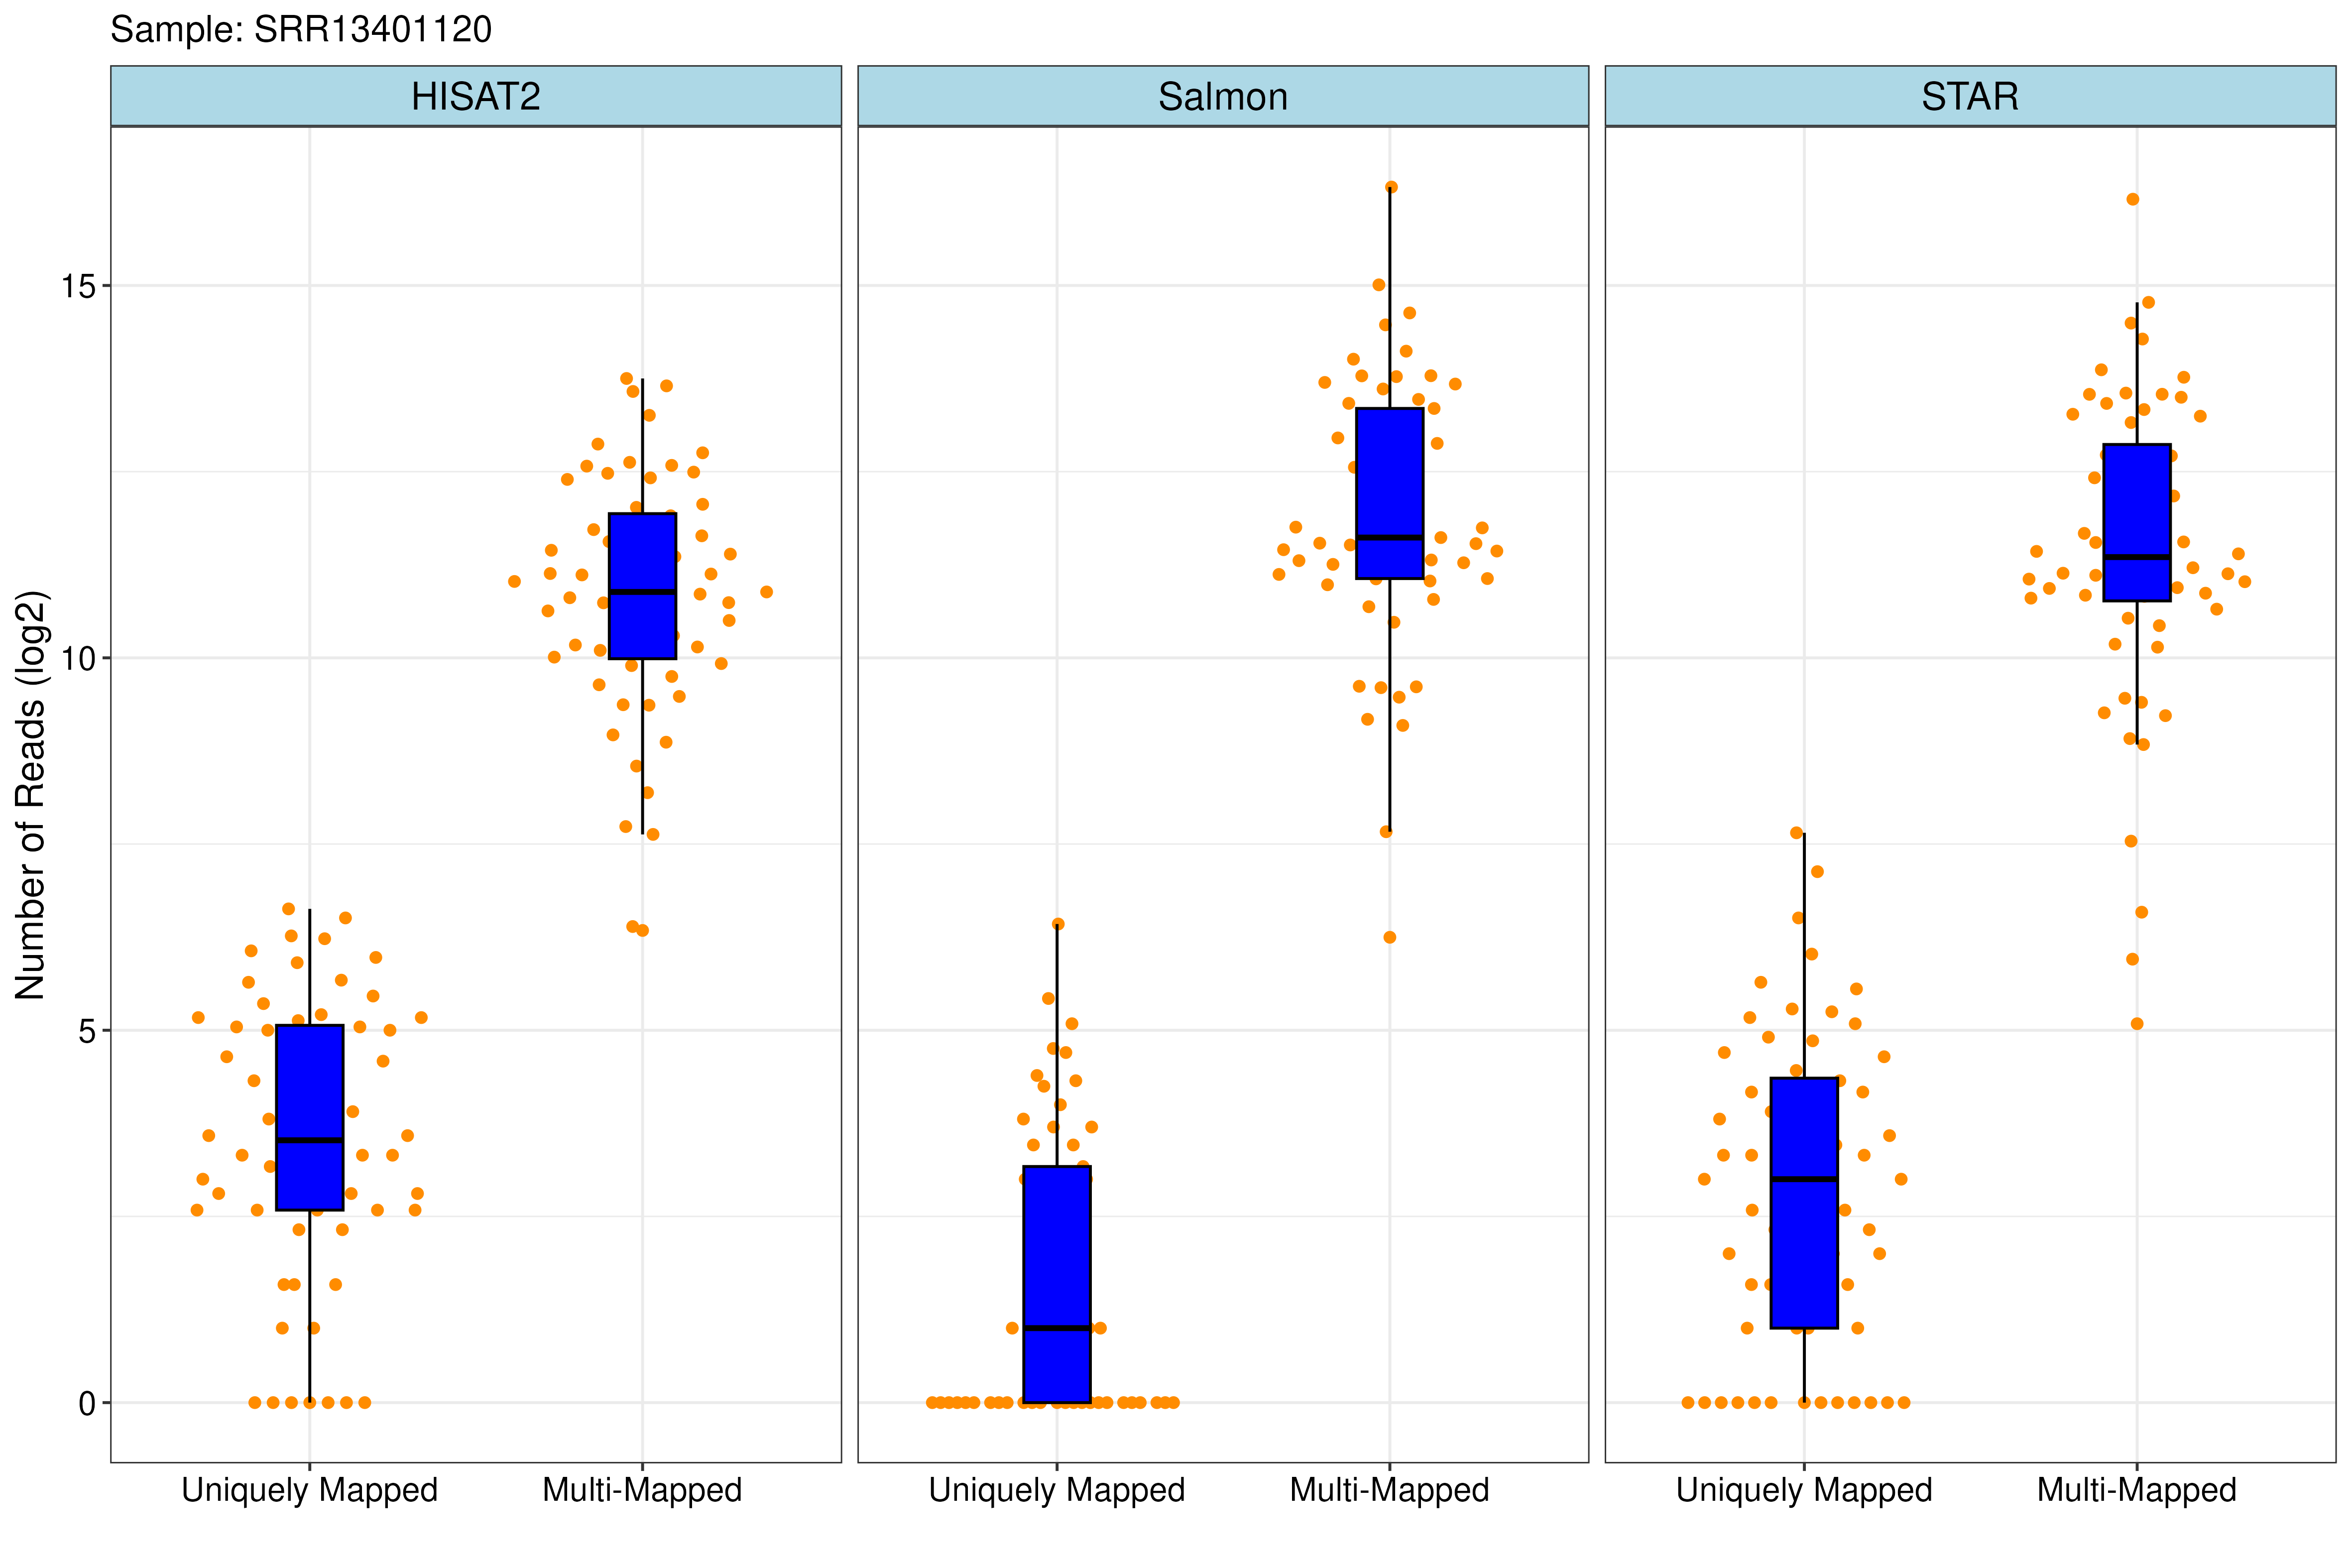 Sample: SRR13401120
HISAT2
Salmon
STAR
Number of Reads (log2)
15
10
5
0
Uniquely Mapped
Multi-Mapped
Uniquely Mapped
Multi-Mapped
Uniquely Mapped
Multi-Mapped